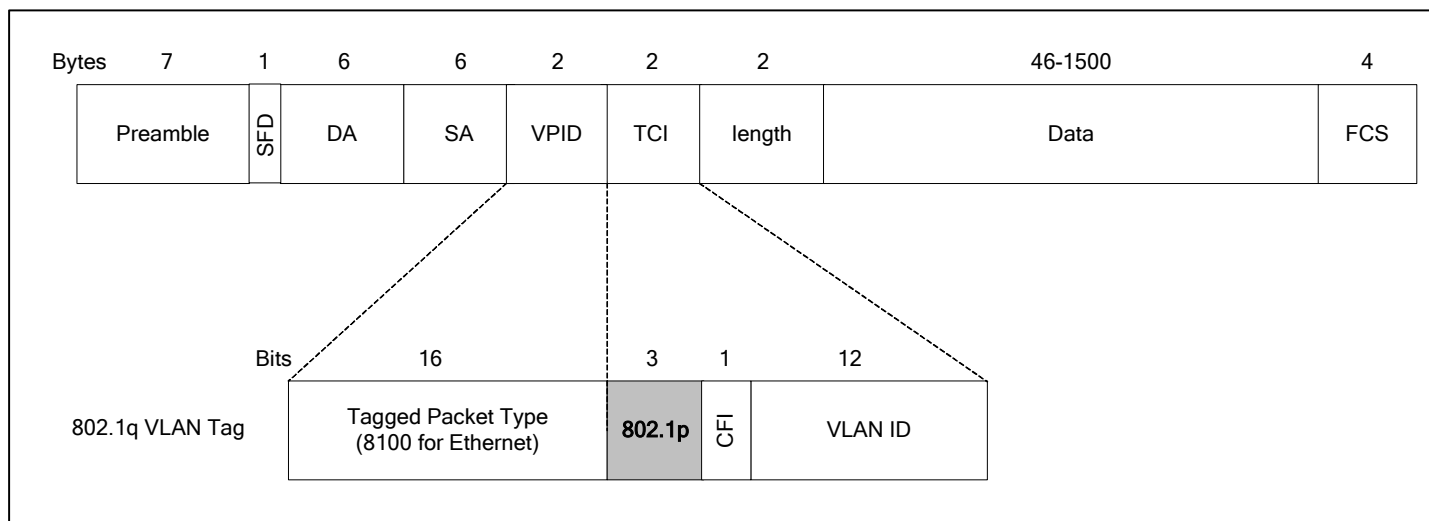 Bytes 7 1 6 6 2 2 2 46-1500 4
Preamble SFD DA SA VPID TCI length Data FCS
Bits 16 3 1 12
802.1q VLAN Tag
Tagged Packet Type
(8100 for Ethernet)
802.1p CFI VLAN ID